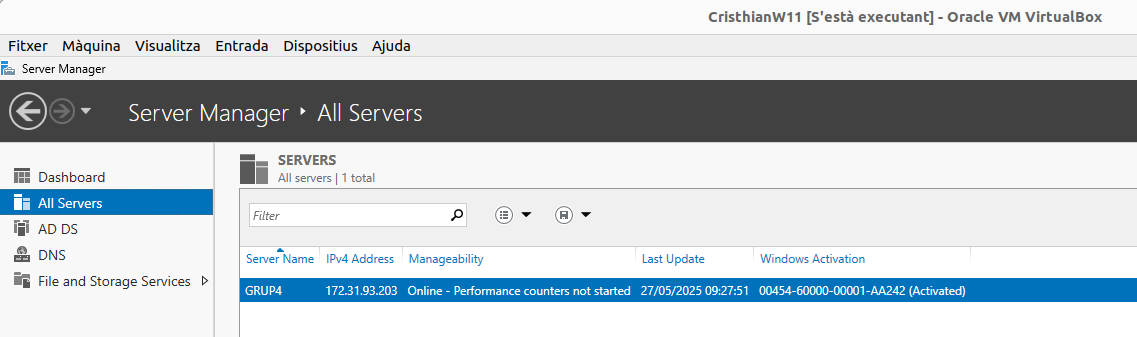 CristhianW11 [S'està executant] - Oracle VM VirtualBox
Fitxer Màquina Visualitza Entrada Dispositius Ajuda
Server Manager
Server Manager ‣ All Servers
Dashboard
All Servers
AD DS
DNS
File and Storage Services
SERVERS
All servers | 1 total
Filter
Server Name IPv4 Address Manageability Last Update Windows Activation
GRUP4 172.31.93.203 Online - Performance counters not started 27/05/2025 09:27:51 00454-60000-00001-AA242 (Activated)